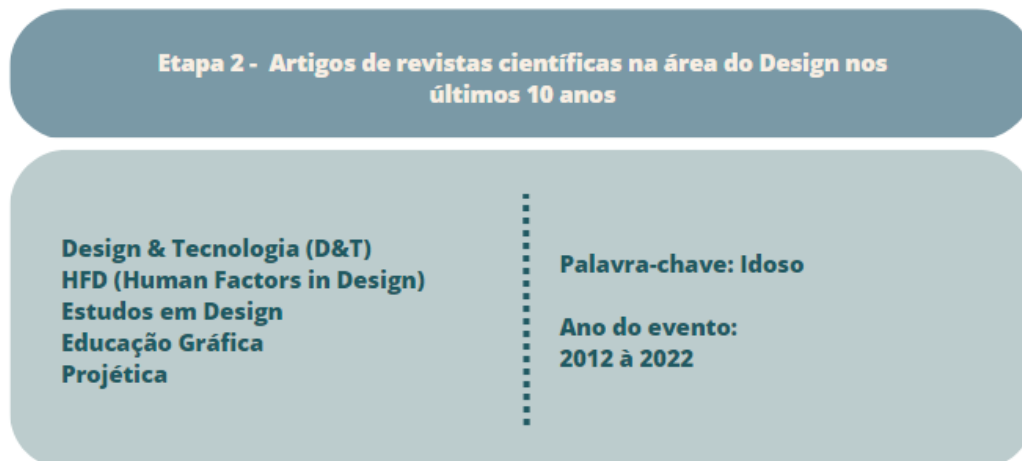 Etapa 2 - Artigos de revistas científicas na área do Design nos
últimos 10 anos
Design & Tecnologia (D&T)
HFD (Human Factors in Design)
Estudos em Design
Educação Gráfica
Projética
Palavra-chave: Idoso
Ano do evento:
2012 à 2022